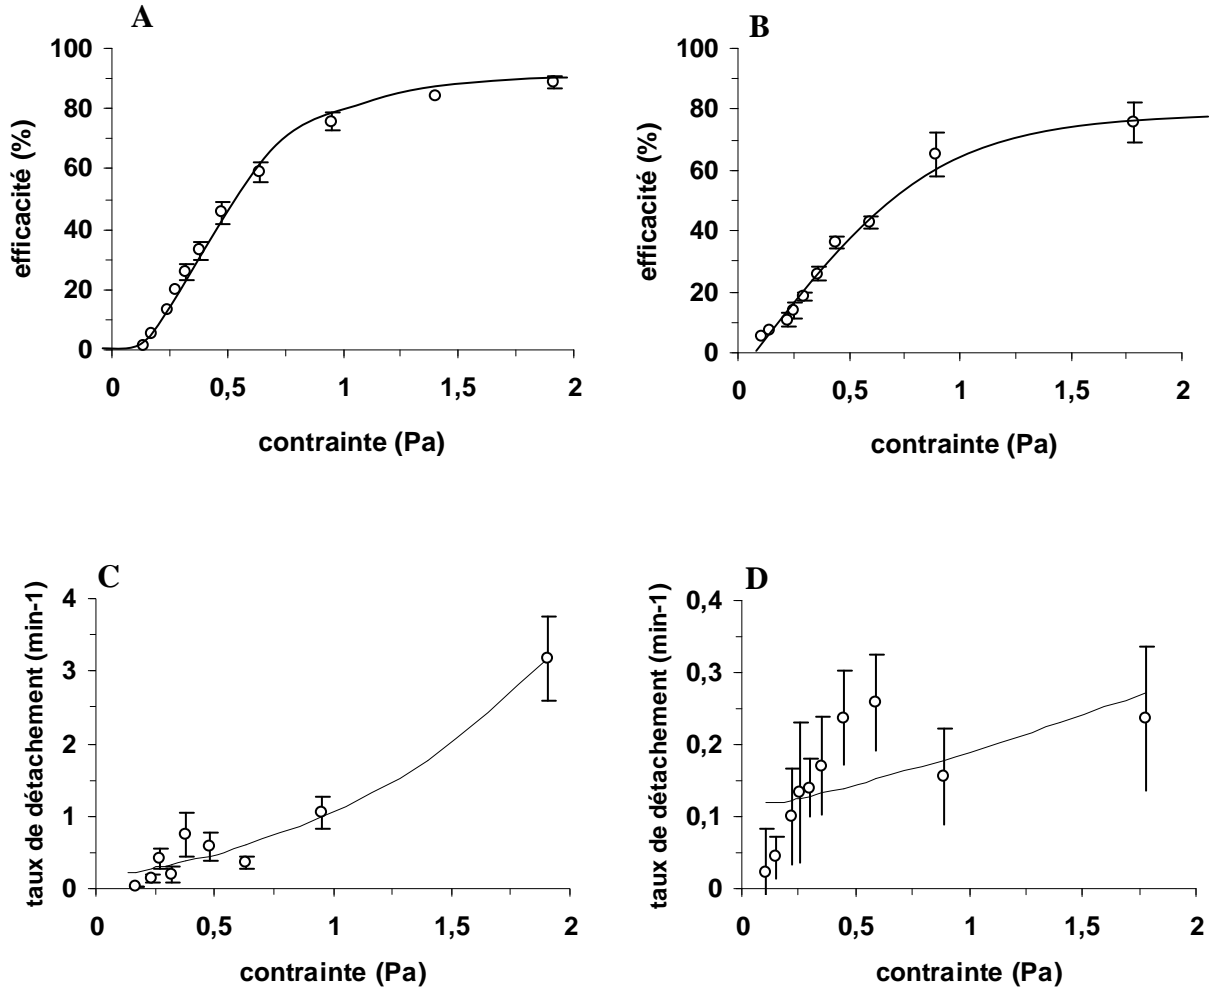 A
efficacité (%)
100
80
60
40
20
0
0 0,5 1 1,5 2
contrainte (Pa)
B
efficacité (%)
100
80
60
40
20
0
0 0,5 1 1,5 2
contrainte (Pa)
C
taux de détachement (min-1)
4
3
2
1
0
0 0,5 1 1,5 2
contrainte (Pa)
D
taux de détachement (min-1)
0,4
0,3
0,2
0,1
0
0 0,5 1 1,5 2
contrainte (Pa)